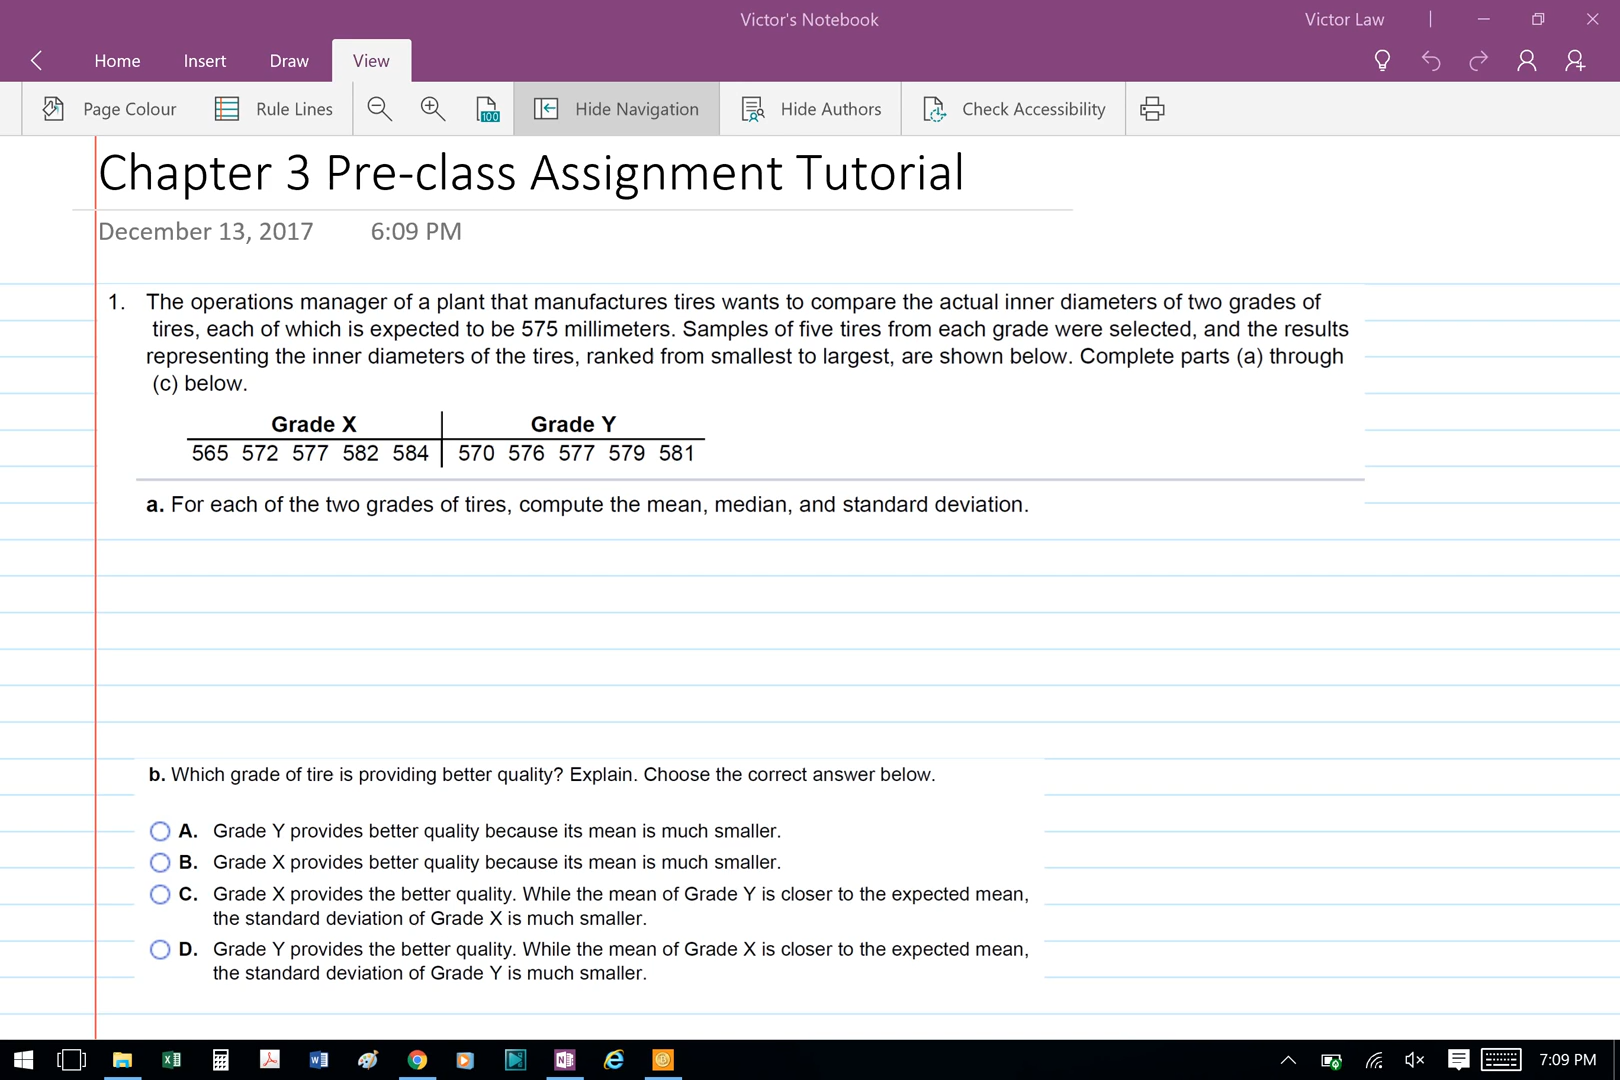 Victor's Notebook
Victor Law
Home Insert Draw View
Page Colour Rule Lines 100 Hide Navigation Hide Authors Check Accessibility
Chapter 3 Pre-class Assignment Tutorial
December 13, 2017 6:09 PM
1. The operations manager of a plant that manufactures tires wants to compare the actual inner diameters of two grades of
tires, each of which is expected to be 575 millimeters. Samples of five tires from each grade were selected, and the results
representing the inner diameters of the tires, ranked from smallest to largest, are shown below. Complete parts (a) through
(c) below.
Grade X Grade Y
565 572 577 582 584 570 576 577 579 581
a. For each of the two grades of tires, compute the mean, median, and standard deviation.
b. Which grade of tire is providing better quality? Explain. Choose the correct answer below.
A. Grade Y provides better quality because its mean is much smaller.
B. Grade X provides better quality because its mean is much smaller.
C. Grade X provides the better quality. While the mean of Grade Y is closer to the expected mean,
the standard deviation of Grade X is much smaller.
D. Grade Y provides the better quality. While the mean of Grade X is closer to the expected mean,
the standard deviation of Grade Y is much smaller.
7:09 PM